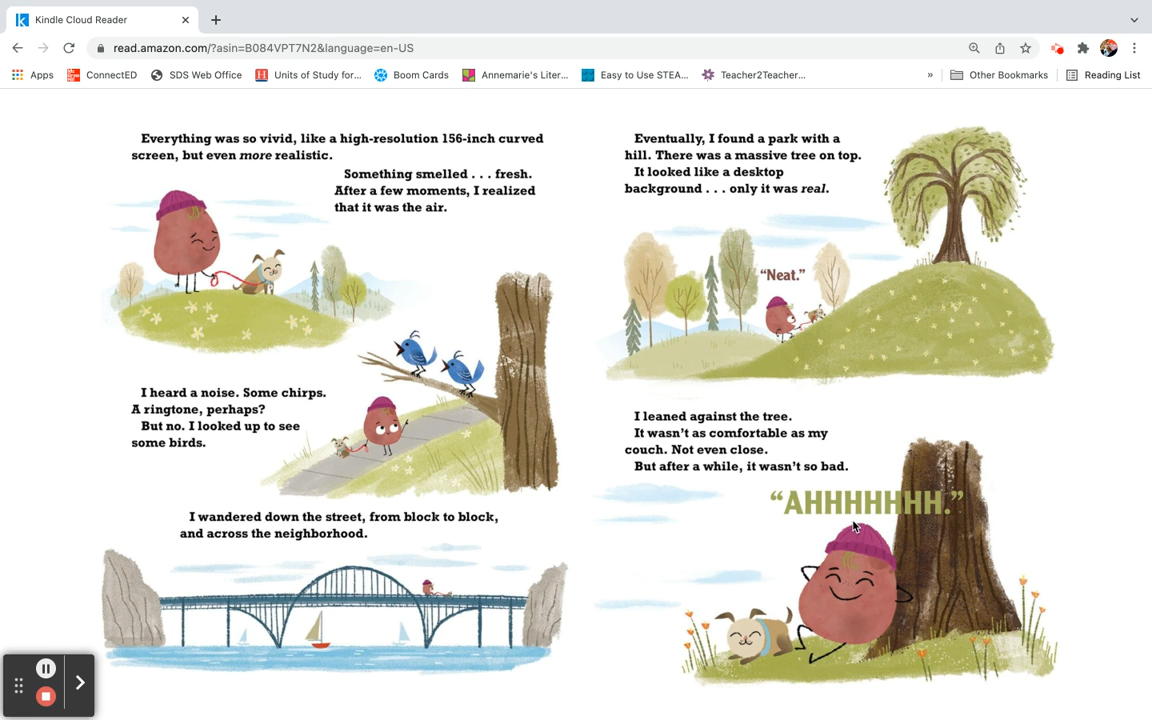 Kindle Cloud Reader
read.amazon.com/?asin=B084VPT7N2&language=en-US
Apps
ConnectED
SDS Web Office
Units of Study for...
Boom Cards
Annemarie's Liter...
Easy to Use STEA...
Teacher2Teacher...
»
Other Bookmarks
Reading List
Everything was so vivid, like a high-resolution 156-inch curved
screen, but even more realistic.
Something smelled . . . fresh.
After a few moments, I realized
that it was the air.
I heard a noise. Some chirps.
A ringtone, perhaps?
But no. I looked up to see
some birds.
I wandered down the street, from block to block,
and across the neighborhood.
Eventually, I found a park with a
hill. There was a massive tree on top.
It looked like a desktop
background . . . only it was real.
“Neat.”
I leaned against the tree.
It wasn’t as comfortable as my
couch. Not even close.
But after a while, it wasn’t so bad.
“AHHHHHHH.”